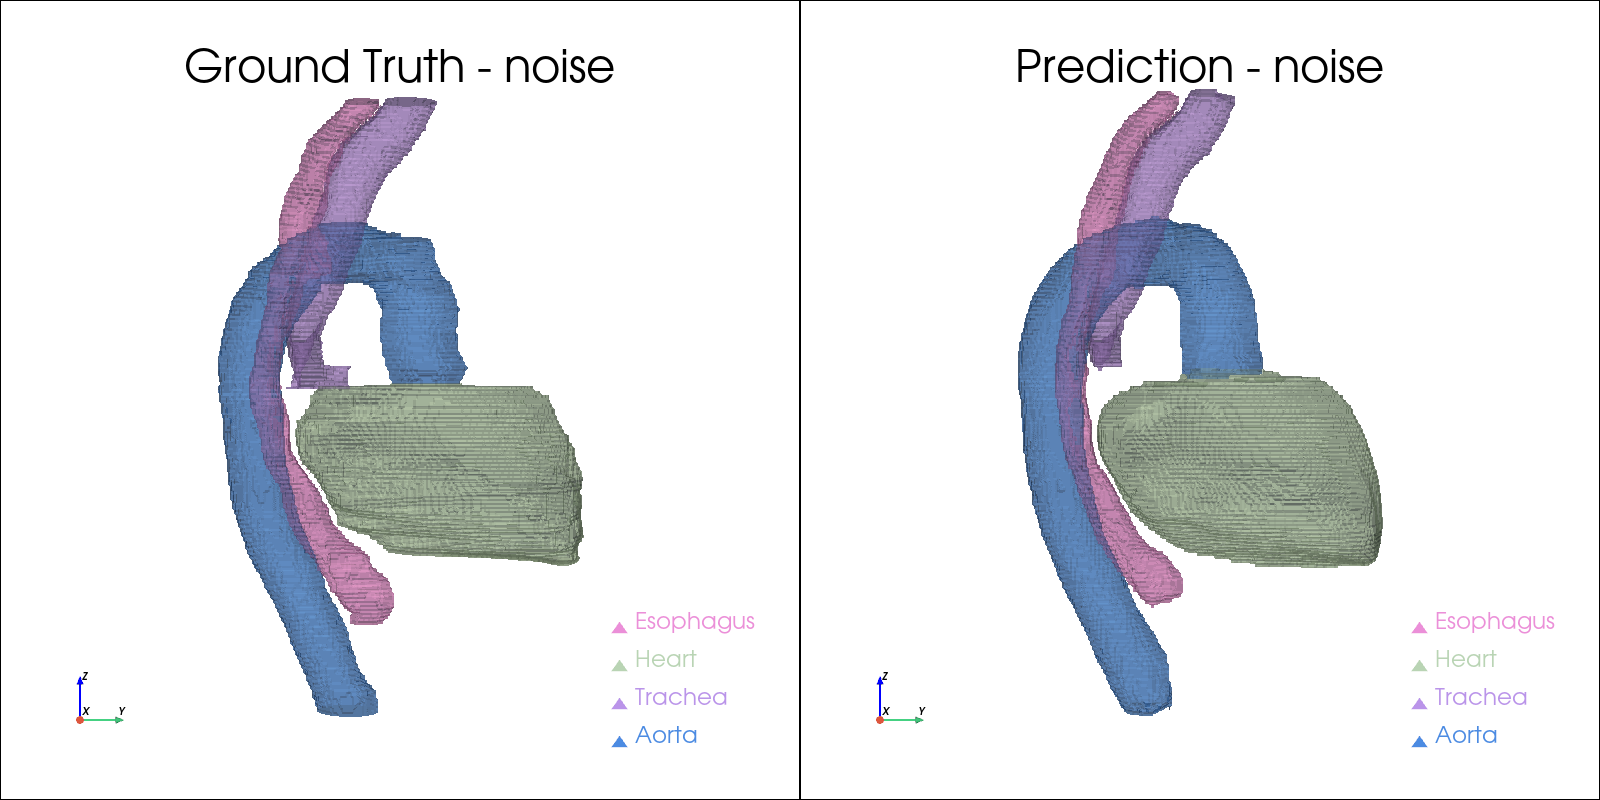 Ground Truth - noise
Esophagus
Heart
Trachea
Aorta
Z
X Y
Prediction - noise
Esophagus
Heart
Trachea
Aorta
Z
X Y